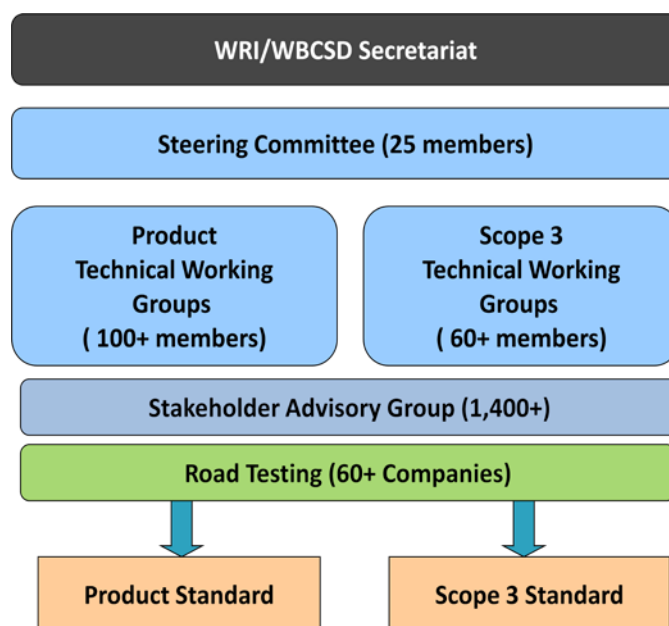 WRI/WBCSD Secretariat
Steering Committee (25 members)
Product
Technical Working
Groups
( 100+ members)
Scope 3
Technical Working
Groups
( 60+ members)
Stakeholder Advisory Group (1,400+)
Road Testing (60+ Companies)
Product Standard
Scope 3 Standard